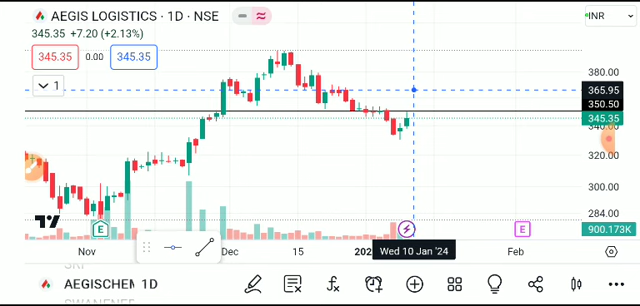 AEGIS LOGISTICS · 1D · NSE
INR
345.35 +7.20 (+2.13%)
345.35 0.00 345.35
1
380.00
365.95
350.50
345.35
340.00
320.00
300.00
284.00
900.173K
E
E
Nov
Dec
15
Wed 10 Jan '24
Feb
AEGISCHEM 1D